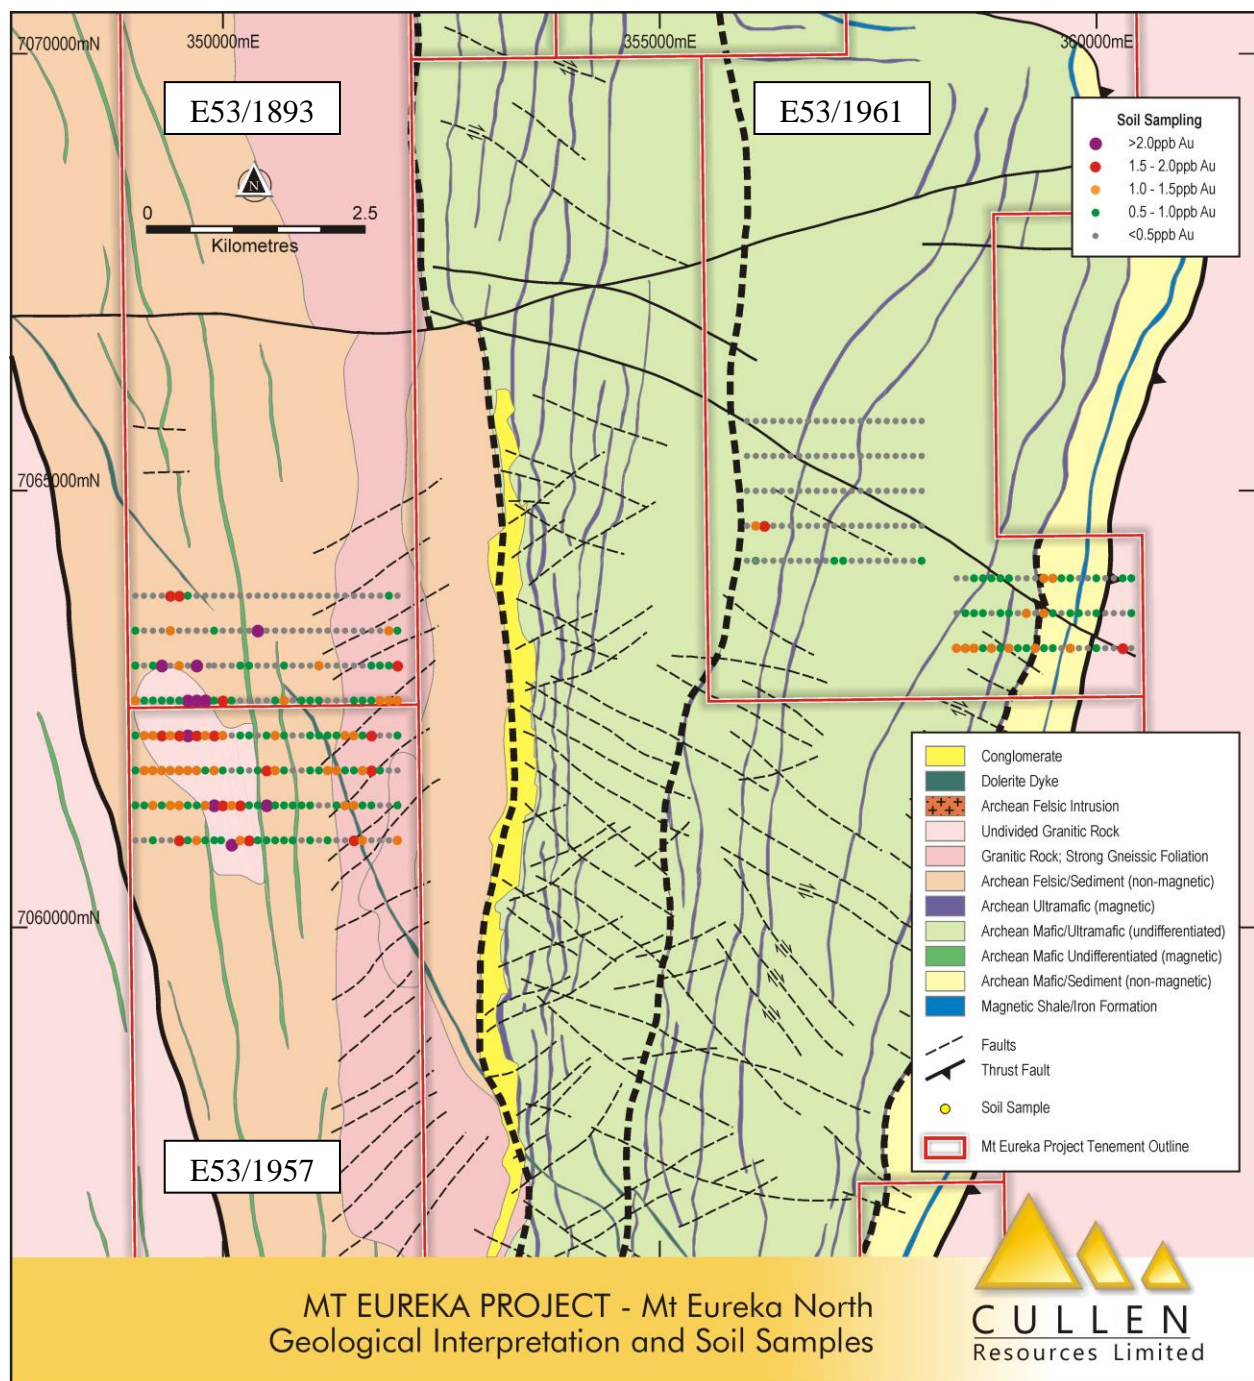 7070000mN
350000mE
355000mE
360000mE
E53/1893
E53/1961
N
0
2.5
Kilometres
Soil Sampling
>2.0ppb Au
1.5 - 2.0ppb Au
1.0 - 1.5ppb Au
0.5 - 1.0ppb Au
<0.5ppb Au
7065000mN
7060000mN
Conglomerate
Dolerite Dyke
Archean Felsic Intrusion
Undivided Granitic Rock
Granitic Rock; Strong Gneissic Foliation
Archean Felsic/Sediment (non-magnetic)
Archean Ultramafic (magnetic)
Archean Mafic/Ultramafic (undifferentiated)
Archean Mafic Undifferentiated (magnetic)
Archean Mafic/Sediment (non-magnetic)
Magnetic Shale/Iron Formation
Faults
Thrust Fault
Soil Sample
Mt Eureka Project Tenement Outline
E53/1957
MT EUREKA PROJECT - Mt Eureka North
Geological Interpretation and Soil Samples
CULLEN
Resources Limited